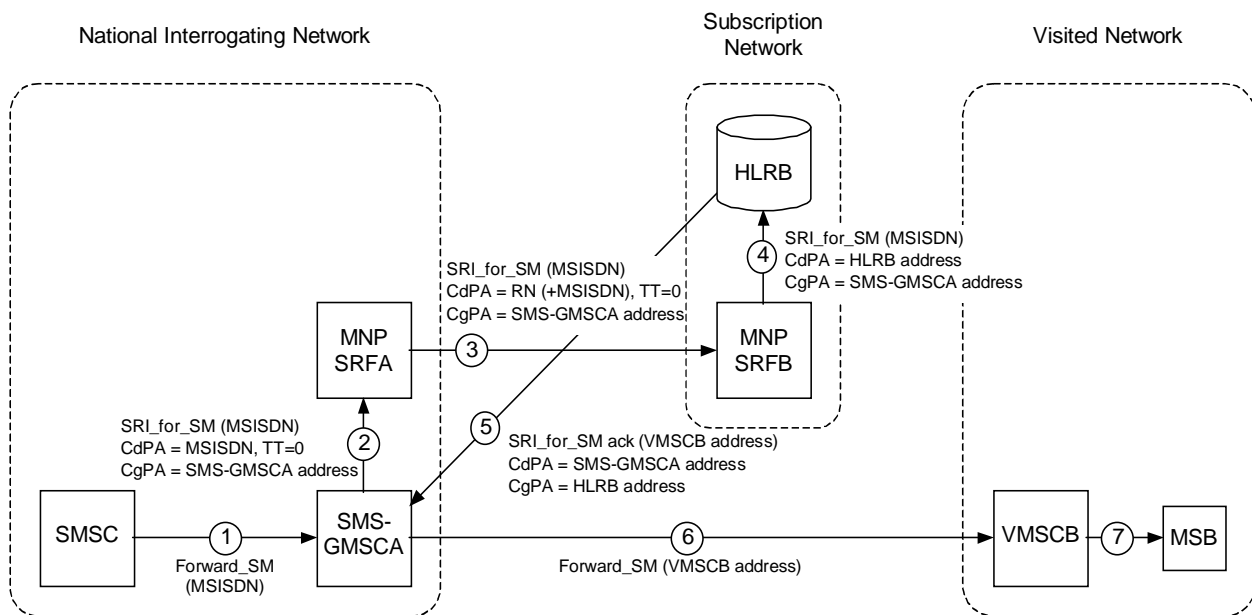 National Interrogating Network
Subscription
Network
Visited Network
HLRB
4
SRI_for_SM (MSISDN)
CdPA = HLRB address
CgPA = SMS-GMSCA address
SRI_for_SM (MSISDN)
CdPA = RN (+MSISDN), TT=0
CgPA = SMS-GMSCA address
MNP
SRFA
3
MNP
SRFB
SRI_for_SM (MSISDN)
CdPA = MSISDN, TT=0
CgPA = SMS-GMSCA address
2
5
SRI_for_SM ack (VMSCB address)
CdPA = SMS-GMSCA address
CgPA = HLRB address
SMSC
1
Forward_SM
(MSISDN)
SMS-
GMSCA
6
Forward_SM (VMSCB address)
VMSCB
7
MSB